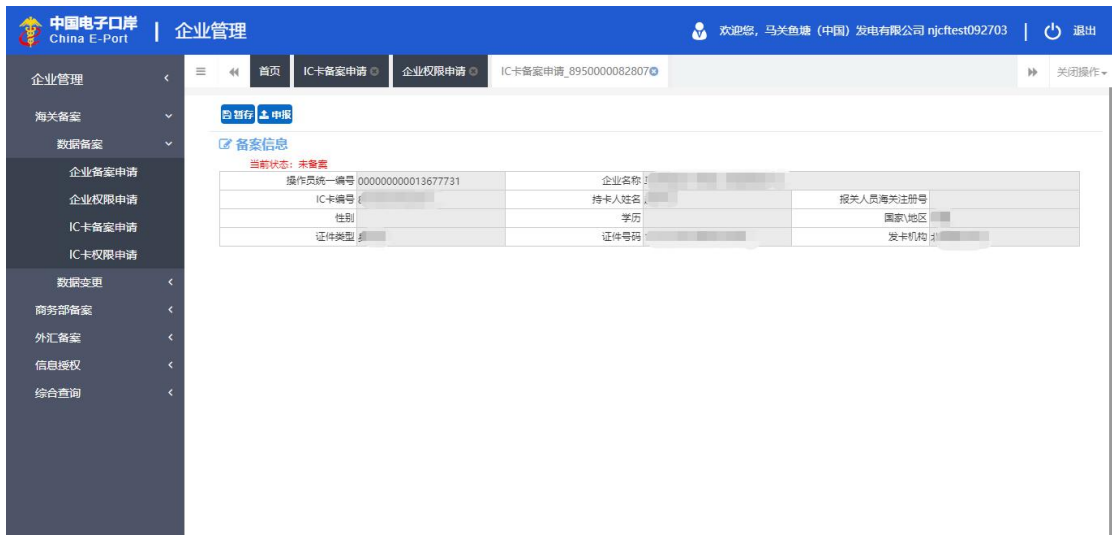 中国电子口岸
China E-Port
企业管理
欢迎您，马关鱼塘（中国）发电有限公司 njcftest092703
退出
企业管理
首页 IC卡备案申请 企业权限申请 IC卡备案申请_8950000082807 关闭操作
海关备案
数据备案
企业备案申请
企业权限申请
IC卡备案申请
IC卡权限申请
数据变更
商务部备案
外汇备案
信息授权
综合查询
暂存 申报
备案信息
当前状态：未备案
操作员统一编号 000000000013677731 企业名称
IC卡编号 持卡人姓名 报关人员海关注册号
性别 学历 国家\地区
证件类型 证件号码 发卡机构